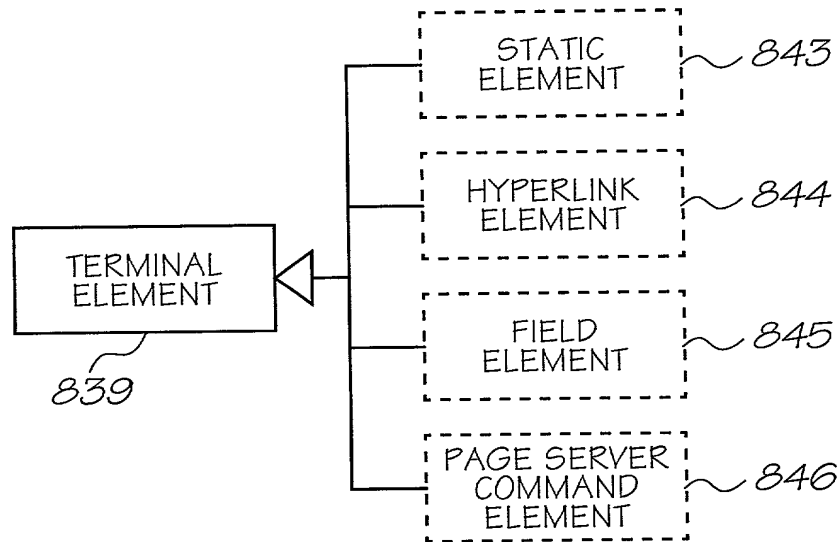 STATIC
ELEMENT
843
HYPERLINK
ELEMENT
844
TERMINAL
ELEMENT
839
FIELD
ELEMENT
845
PAGE SERVER
COMMAND
ELEMENT
846